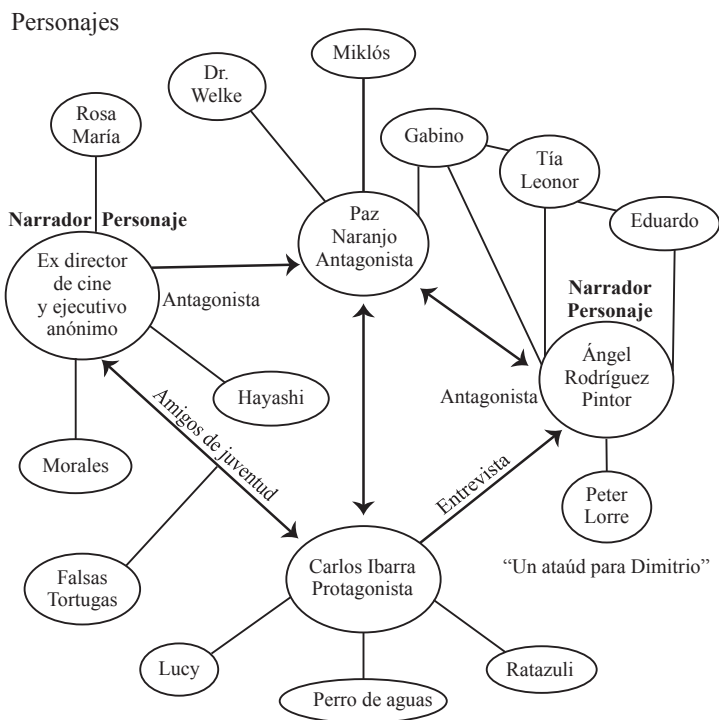 Personajes
Miklós
Dr.
Welke
Rosa
María
Gabino
Tía
Leonor
Eduardo
Paz
Naranjo
Antagonista
Narrador Personaje
Ex director
de cine
y ejecutivo
anónimo
Antagonista
Narrador
Personaje
Ángel
Rodríguez
Pintor
Antagonista
Hayashi
Morales
Amigos de juventud
Entrevista
Peter
Lorre
“Un ataúd para Dimitrio”
Falsas
Tortugas
Carlos Ibarra
Protagonista
Lucy
Perro de aguas
Ratazuli